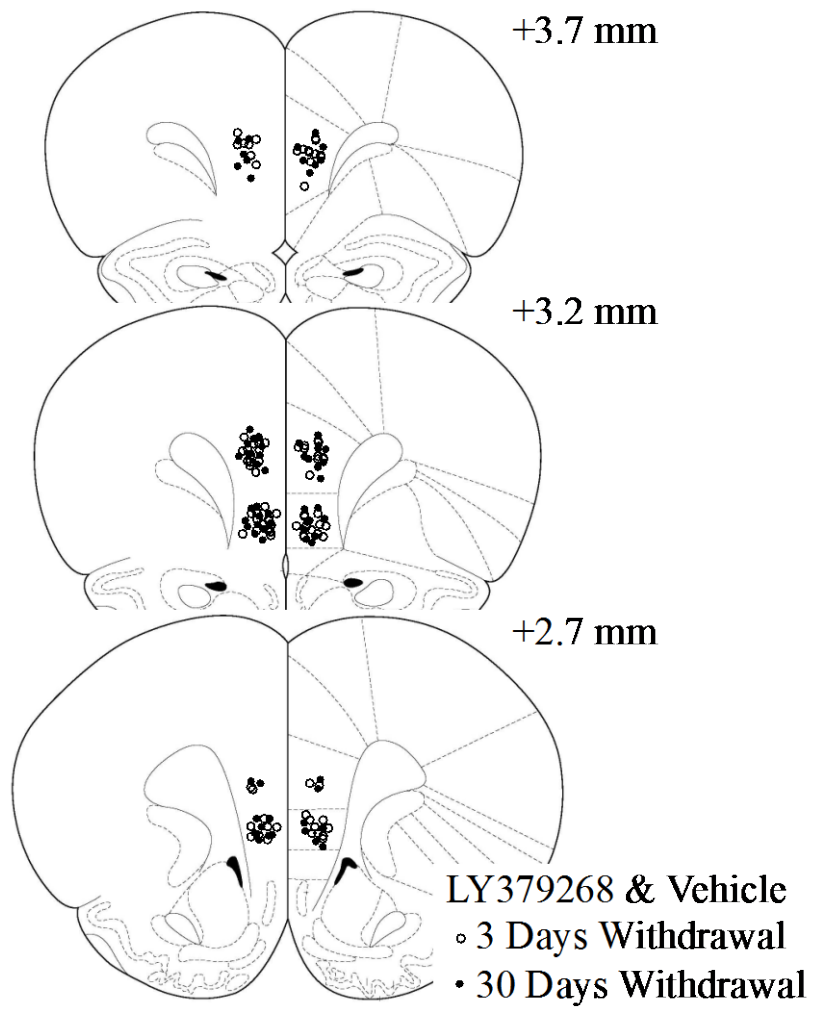 +3.7 mm
+3.2 mm
+2.7 mm
LY379268 & Vehicle
3 Days Withdrawal
30 Days Withdrawal